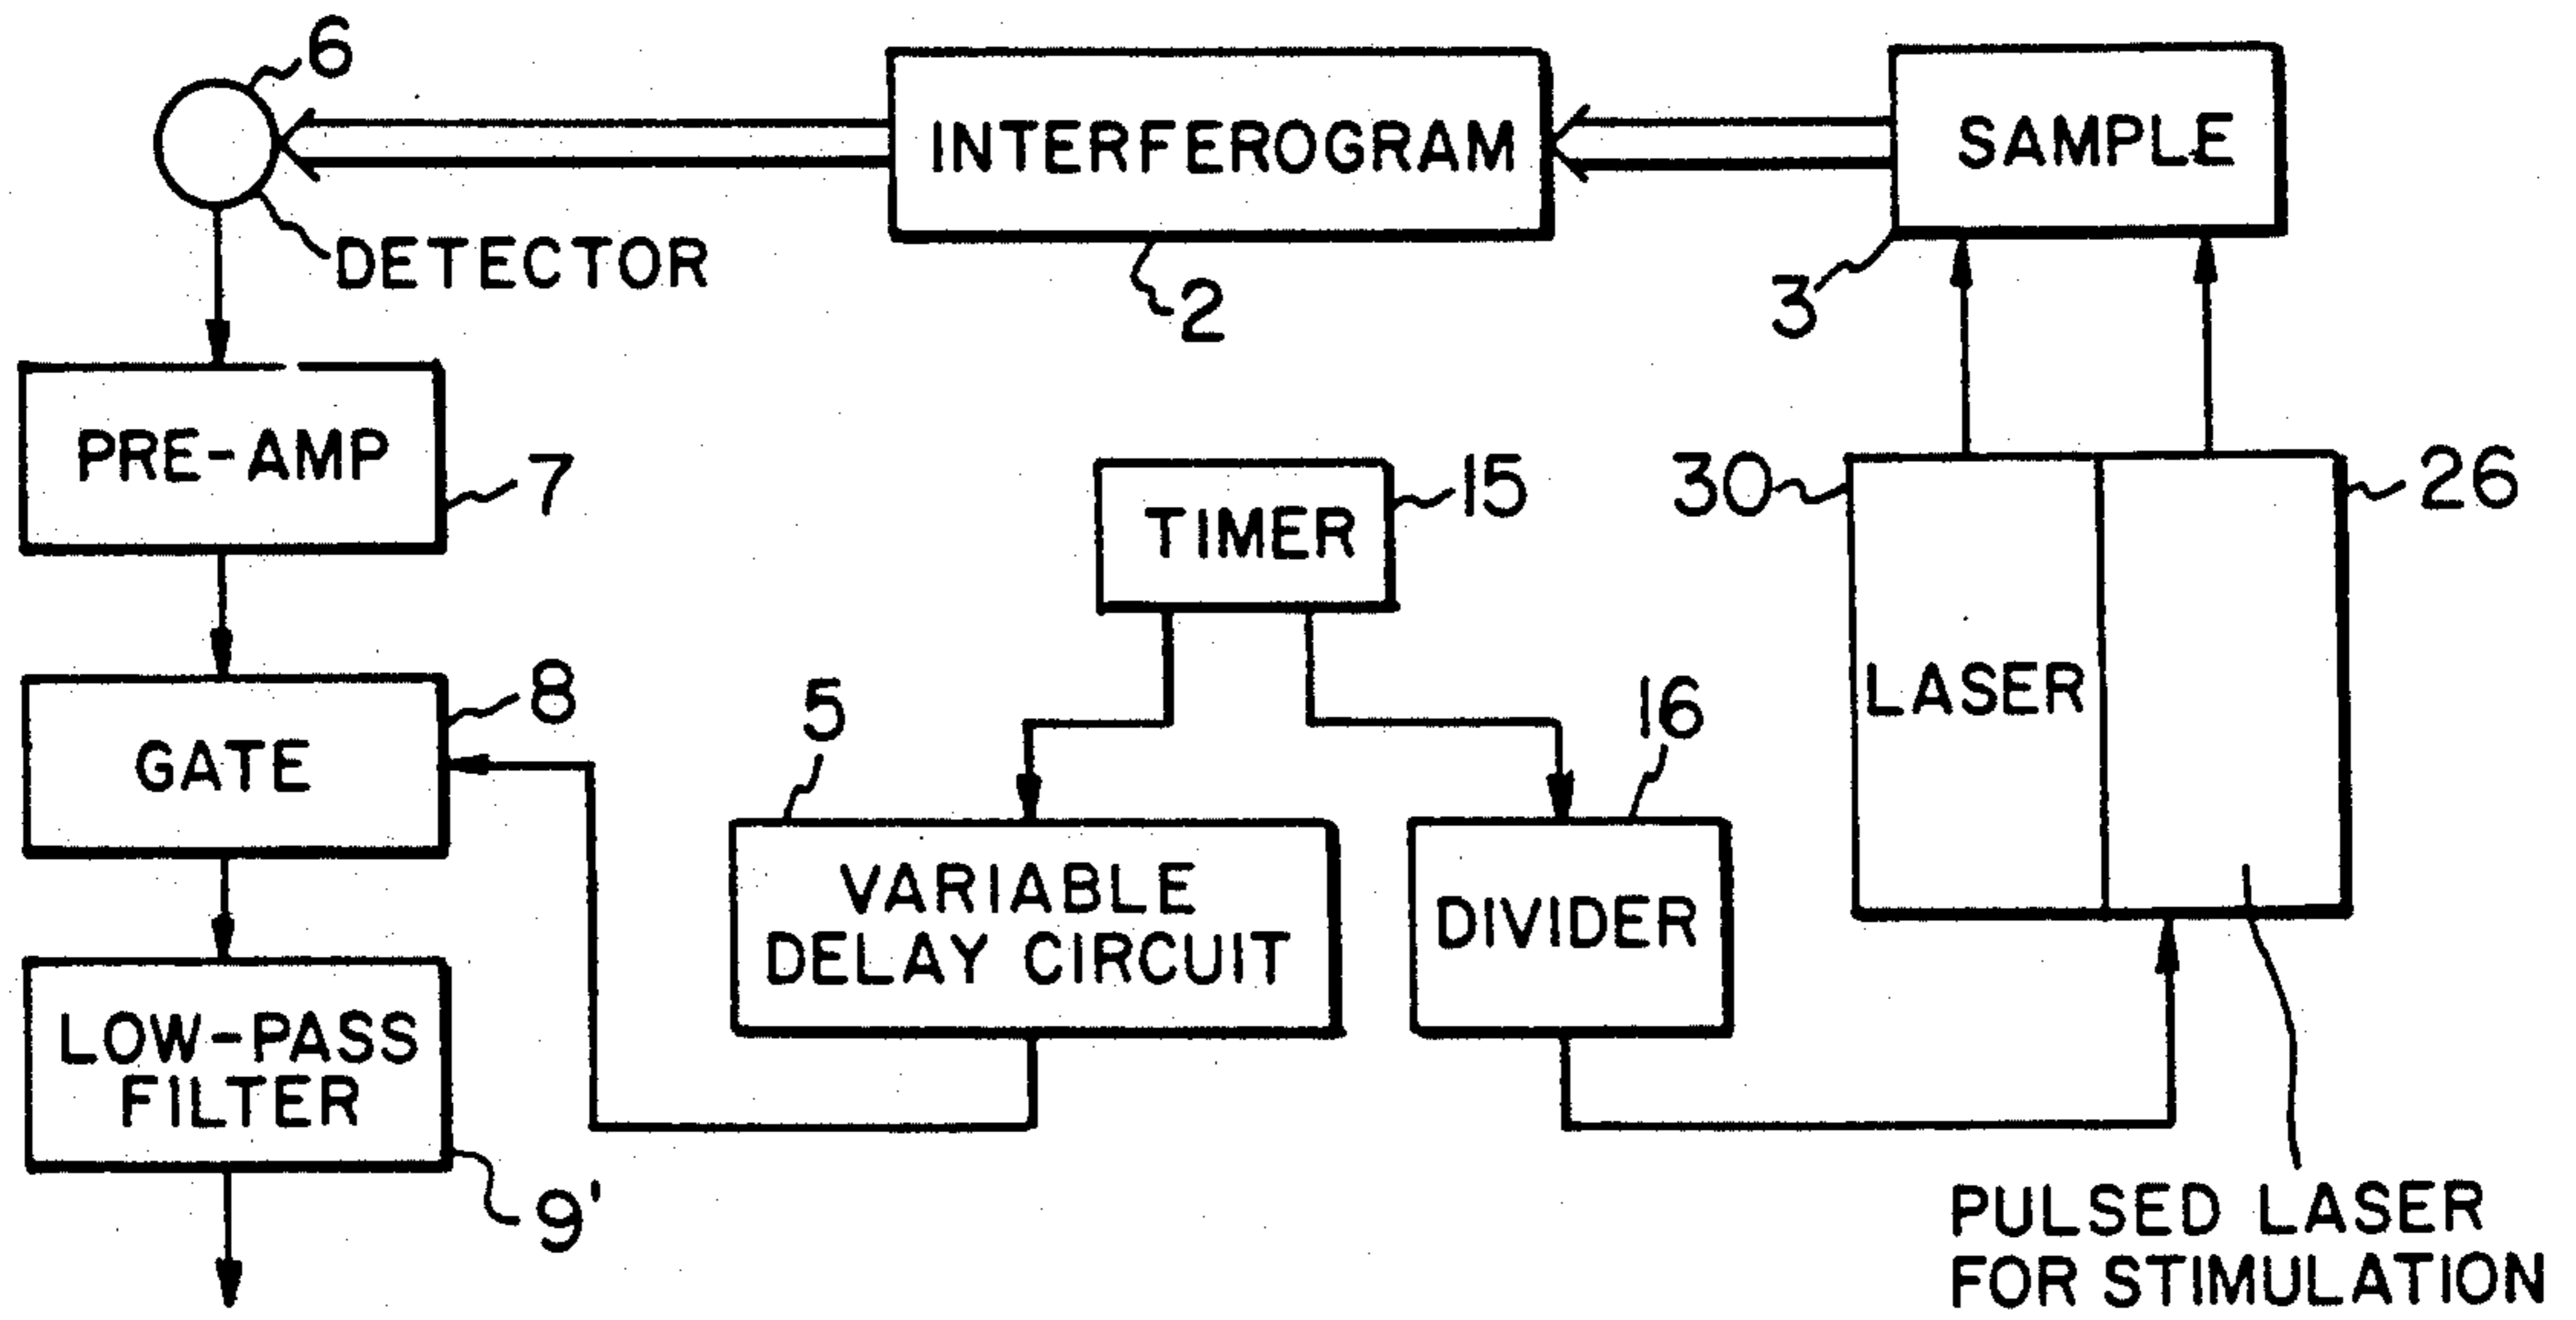 6
INTERFEROGRAM
SAMPLE
DETECTOR
2
3
PRE-AMP
7
TIMER
15
30
26
LASER
GATE
8
5
16
VARIABLE
DELAY CIRCUIT
DIVIDER
LOW-PASS
FILTER
9'
PULSED LASER
FOR STIMULATION